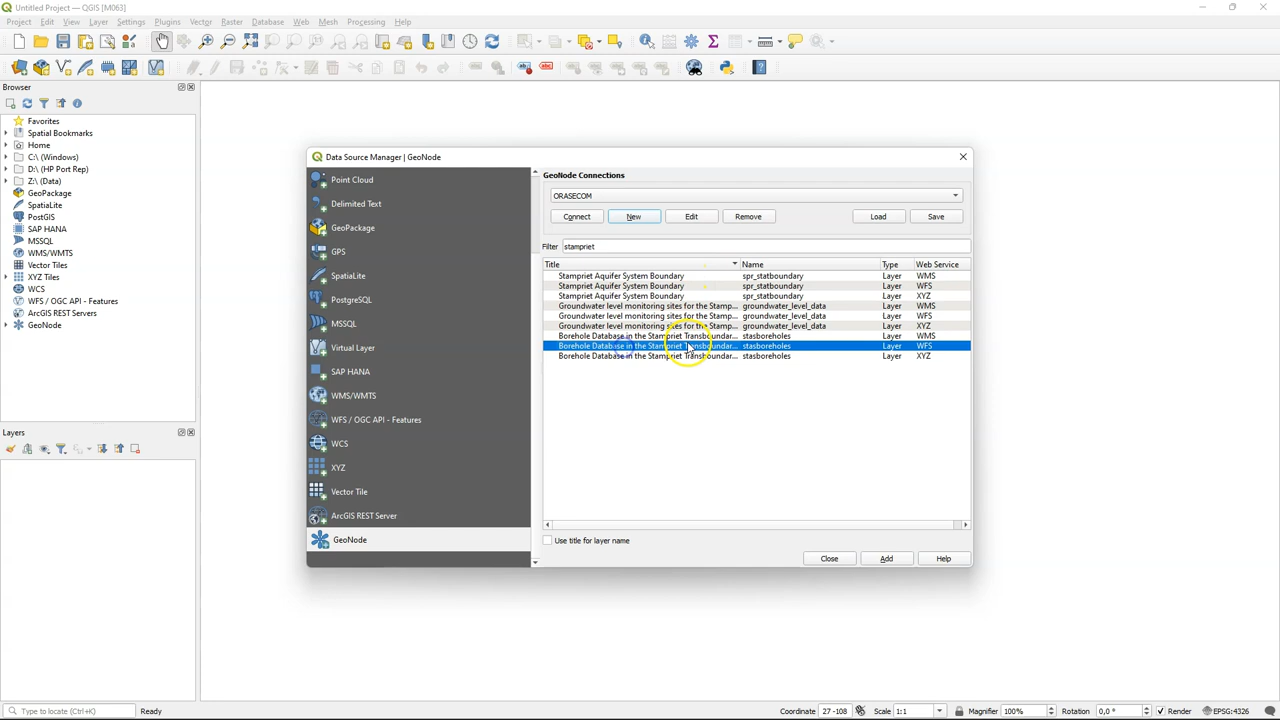 Untitled Project — QGIS [M063]
Project Edit View Layer Settings Plugins Vector Raster Database Web Mesh Processing Help
Browser
Favorites
Spatial Bookmarks
Home
C:\ (Windows)
D:\ (HP Port Rep)
Z:\ (Data)
GeoPackage
SpatiaLite
PostGIS
SAP HANA
MSSQL
WMS/WMTS
Vector Tiles
XYZ Tiles
WCS
WFS / OGC API - Features
ArcGIS REST Servers
GeoNode
Layers
Data Source Manager | GeoNode
Point Cloud
Delimited Text
GeoPackage
GPS
SpatiaLite
PostgreSQL
MSSQL
Virtual Layer
SAP HANA
WMS/WMTS
WFS / OGC API - Features
WCS
XYZ
Vector Tile
ArcGIS REST Server
GeoNode
GeoNode Connections
ORASECOM
Connect New Edit Remove Load Save
Filter stampriet
Title Name Type Web Service
Stampriet Aquifer System Boundary spr_statboundary Layer WMS
Stampriet Aquifer System Boundary spr_statboundary Layer WFS
Stampriet Aquifer System Boundary spr_statboundary Layer XYZ
Groundwater level monitoring sites for the Stamp... groundwater_level_data Layer WMS
Groundwater level monitoring sites for the Stamp... groundwater_level_data Layer WFS
Groundwater level monitoring sites for the Stamp... groundwater_level_data Layer XYZ
Borehole Database in the Stampriet Transboundar... stasboreholes Layer WMS
Borehole Database in the Stampriet Transboundar... stasboreholes Layer WFS
Borehole Database in the Stampriet Transboundar... stasboreholes Layer XYZ
Use title for layer name
Close Add Help
Type to locate (Ctrl+K) Ready Coordinate 27 -108 Scale 1:1 Magnifier 100% Rotation 0,0 ° Render EPSG:4326